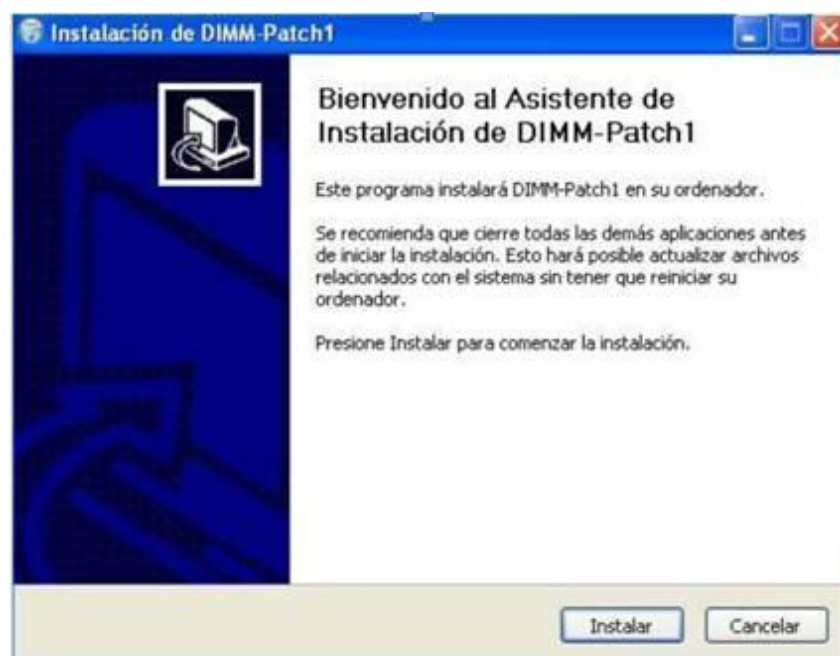 Instalación de DIMM-Patch1
Bienvenido al Asistente de
Instalación de DIMM-Patch1
Este programa instalará DIMM-Patch1 en su ordenador.
Se recomienda que cierre todas las demás aplicaciones antes
de iniciar la instalación. Esto hará posible actualizar archivos
relacionados con el sistema sin tener que reiniciar su
ordenador.
Presione Instalar para comenzar la instalación.
Instalar
Cancelar